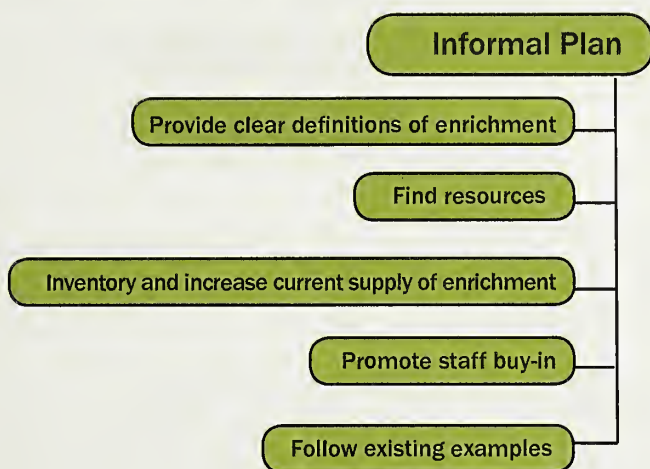 Informal Plan
Provide clear definitions of enrichment
Find resources
Inventory and increase current supply of enrichment
Promote staff buy-in
Follow existing examples